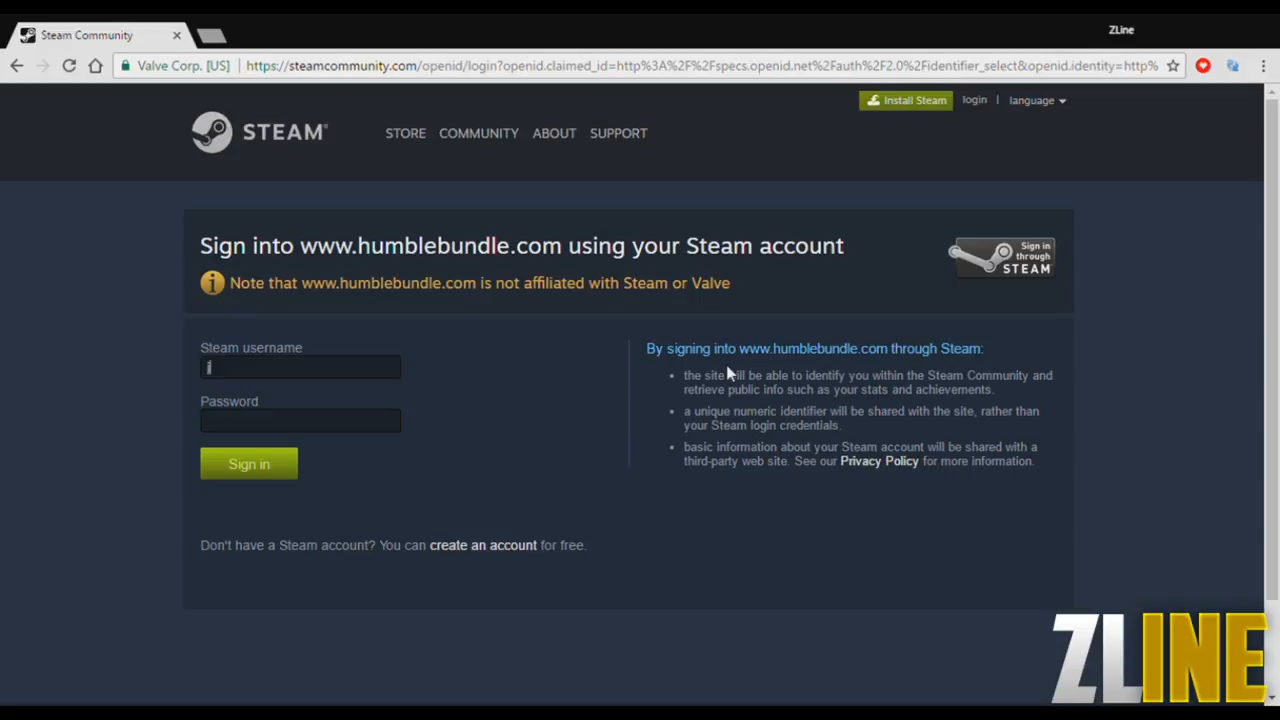 Steam Community
ZLine
Valve Corp. [US]
https://steamcommunity.com/openid/login?openid.claimed_id=http%3A%2F%2Fspecs.openid.net%2Fauth%2F2.0%2Fidentifier_select&openid.identity=http%
Install Steam
login
language
STEAM®
STORE
COMMUNITY
ABOUT
SUPPORT
Sign into www.humblebundle.com using your Steam account
Note that www.humblebundle.com is not affiliated with Steam or Valve
Sign in
through
STEAM
Steam username
Password
Sign in
By signing into www.humblebundle.com through Steam:
the site will be able to identify you within the Steam Community and
retrieve public info such as your stats and achievements.
a unique numeric identifier will be shared with the site, rather than
your Steam login credentials.
basic information about your Steam account will be shared with a
third-party web site. See our Privacy Policy for more information.
Don't have a Steam account? You can create an account for free.
ZLINE